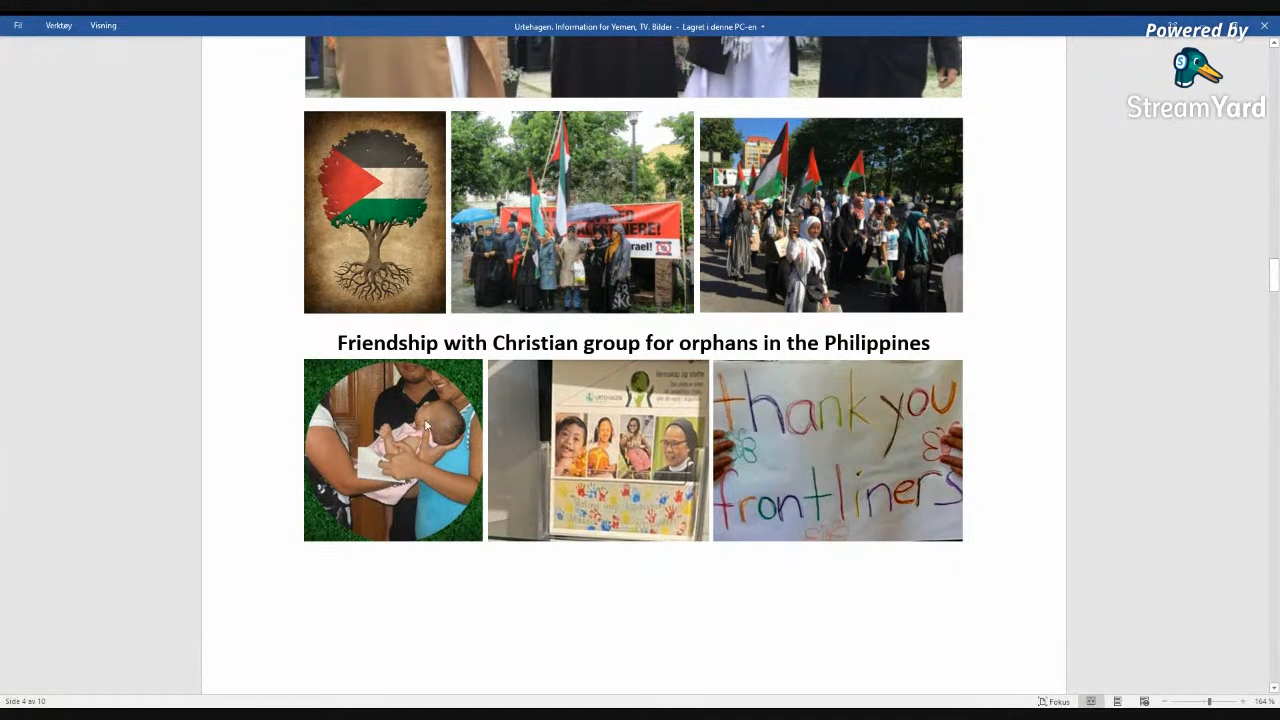 Fil Verktøy Visning
Urtehagen. Information for Yemen, TV. Bilder - Lagret i denne PC-en
Powered by
StreamYard
Friendship with Christian group for orphans in the Philippines
URTEHAGEN
thank you
frontliners
Side 4 av 10
Fokus
164 %